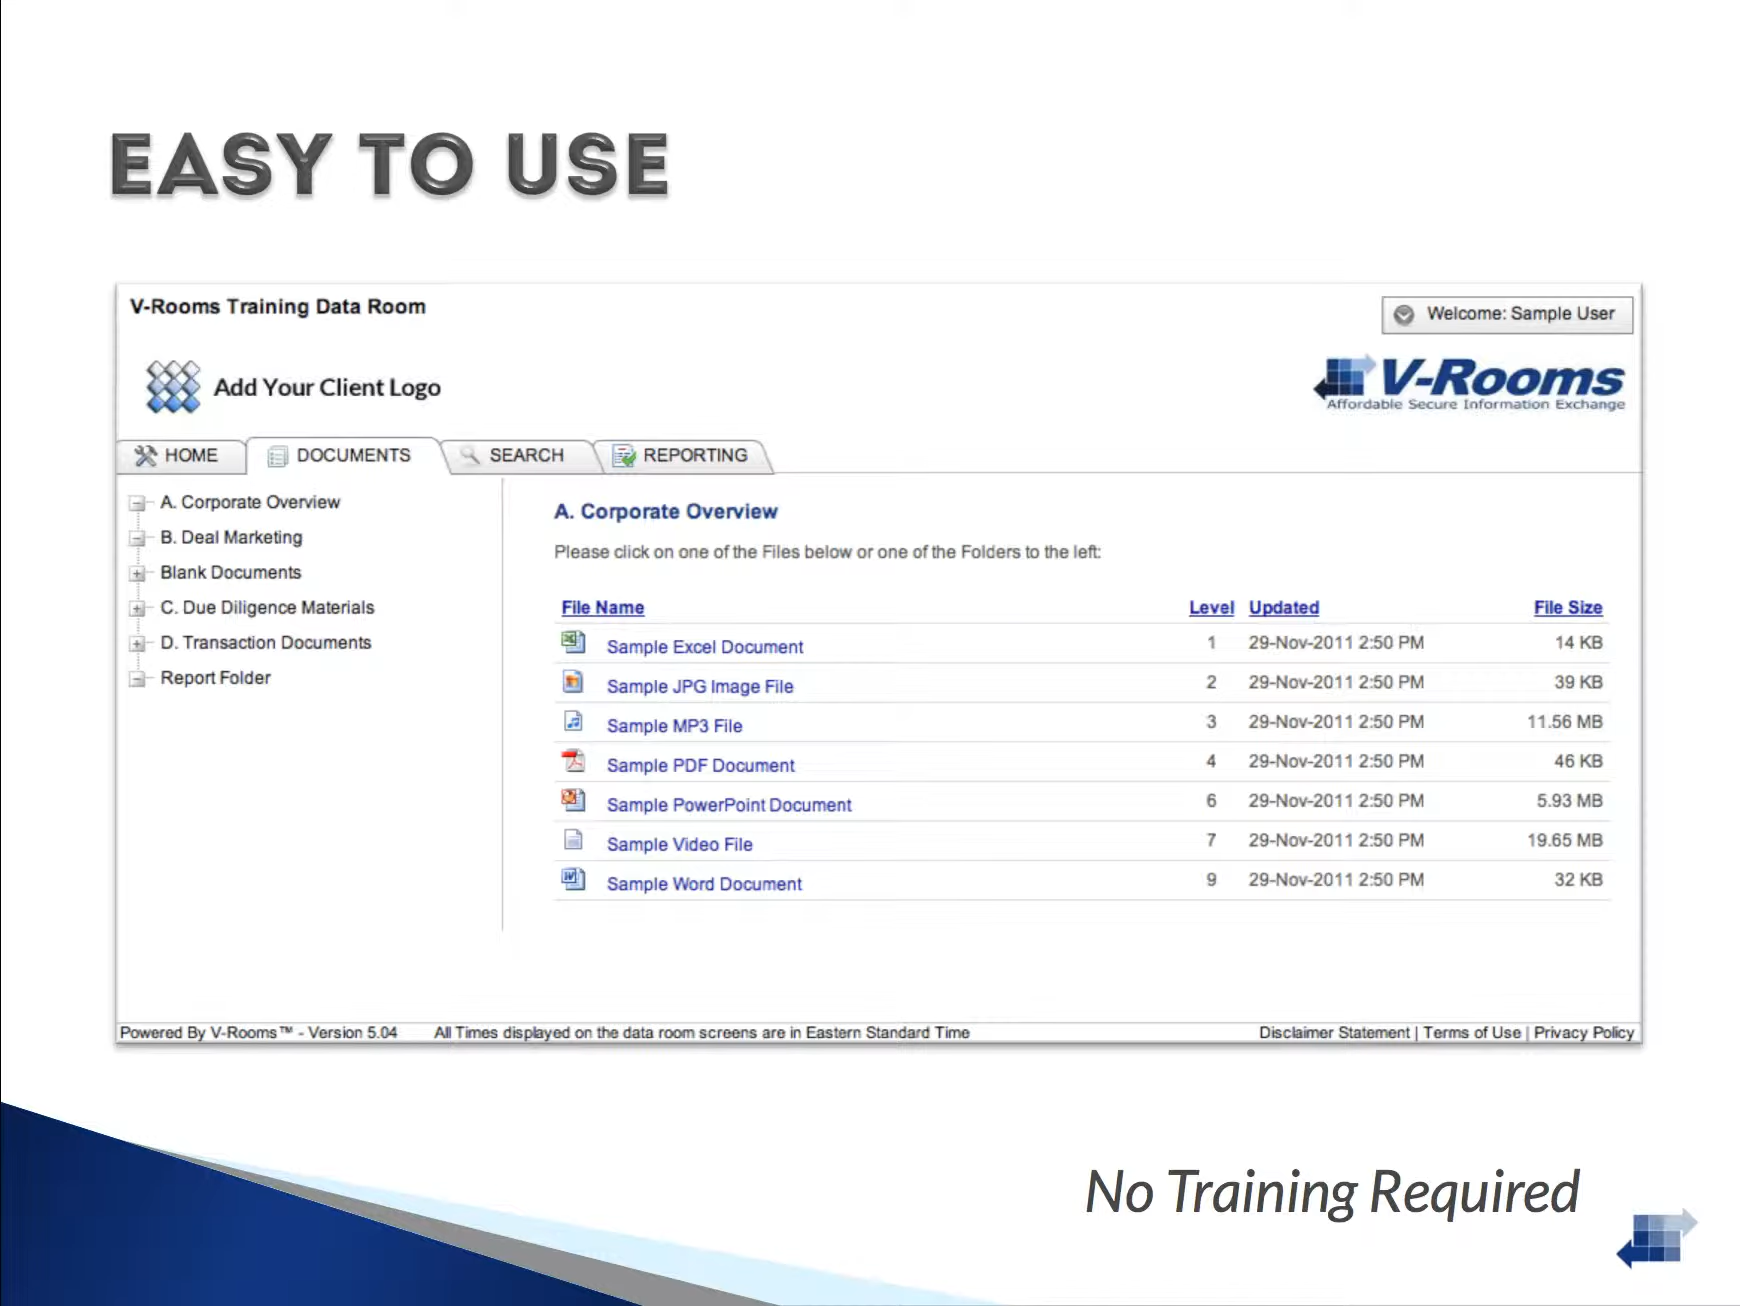 EASY TO USE
V-Rooms Training Data Room
Welcome: Sample User
Add Your Client Logo
V-Rooms
Affordable Secure Information Exchange
HOME DOCUMENTS SEARCH REPORTING
A. Corporate Overview
B. Deal Marketing
Blank Documents
C. Due Diligence Materials
D. Transaction Documents
Report Folder
A. Corporate Overview
Please click on one of the Files below or one of the Folders to the left:
File Name Level Updated File Size
Sample Excel Document 1 29-Nov-2011 2:50 PM 14 KB
Sample JPG Image File 2 29-Nov-2011 2:50 PM 39 KB
Sample MP3 File 3 29-Nov-2011 2:50 PM 11.56 MB
Sample PDF Document 4 29-Nov-2011 2:50 PM 46 KB
Sample PowerPoint Document 6 29-Nov-2011 2:50 PM 5.93 MB
Sample Video File 7 29-Nov-2011 2:50 PM 19.65 MB
Sample Word Document 9 29-Nov-2011 2:50 PM 32 KB
Powered By V-Rooms™ - Version 5.04 All Times displayed on the data room screens are in Eastern Standard Time Disclaimer Statement | Terms of Use | Privacy Policy
No Training Required